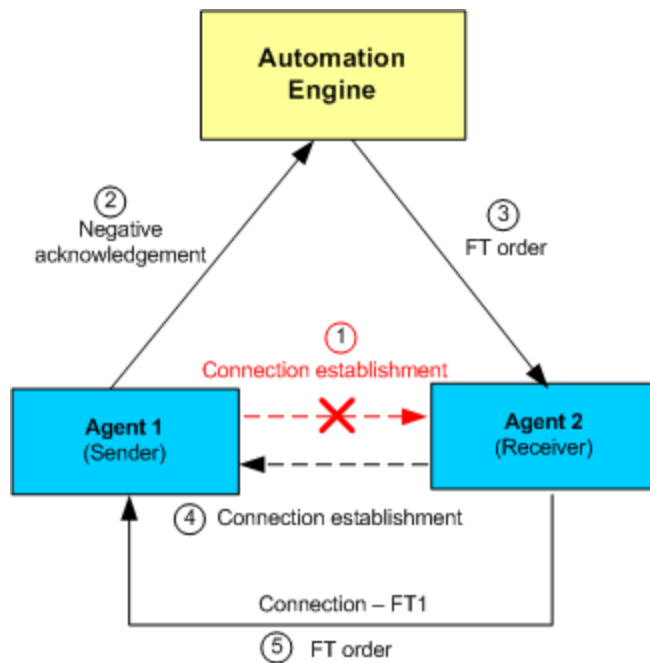 Automation
Engine
2
Negative
acknowledgement
3
FT order
1
Connection establishment
Agent 1
(Sender)
Agent 2
(Receiver)
4 Connection establishment
Connection – FT1
5 FT order